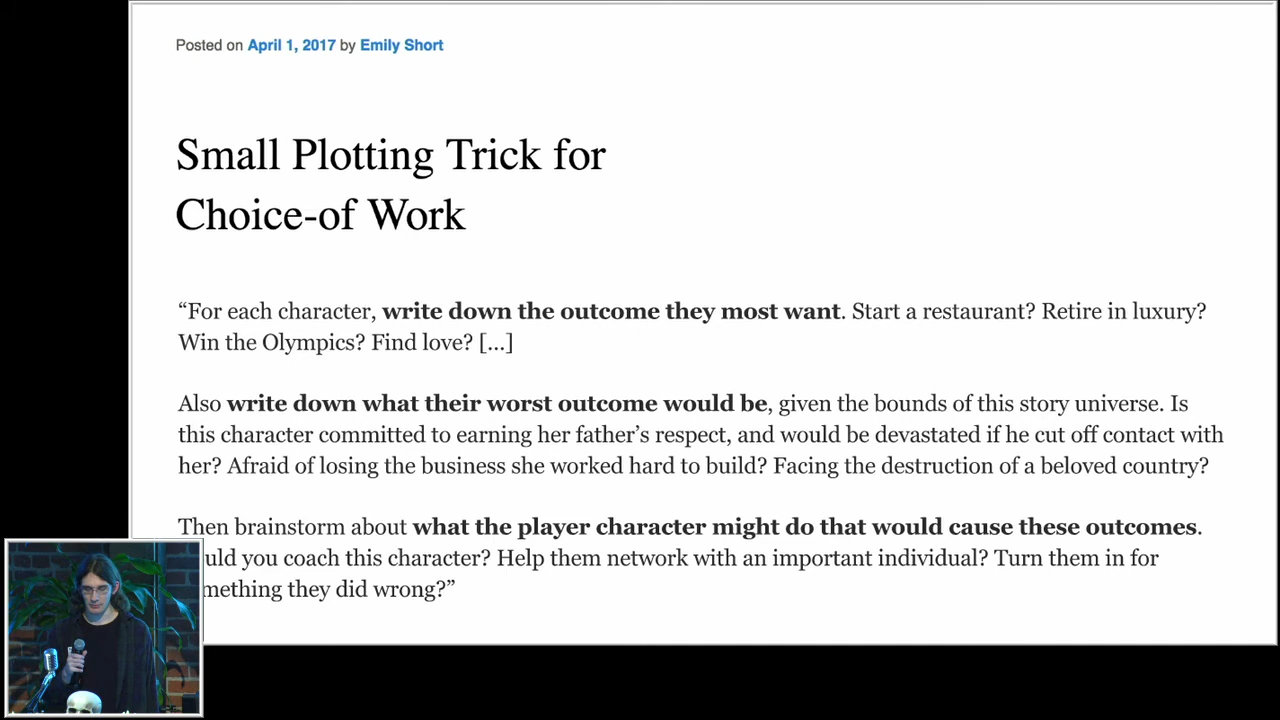 Posted on April 1, 2017 by Emily Short
Small Plotting Trick for
Choice-of Work
“For each character, write down the outcome they most want. Start a restaurant? Retire in luxury?
Win the Olympics? Find love? [...]
Also write down what their worst outcome would be, given the bounds of this story universe. Is
this character committed to earning her father’s respect, and would be devastated if he cut off contact with
her? Afraid of losing the business she worked hard to build? Facing the destruction of a beloved country?
Then brainstorm about what the player character might do that would cause these outcomes.
you coach this character? Help them network with an important individual? Turn them in for
they did wrong?”